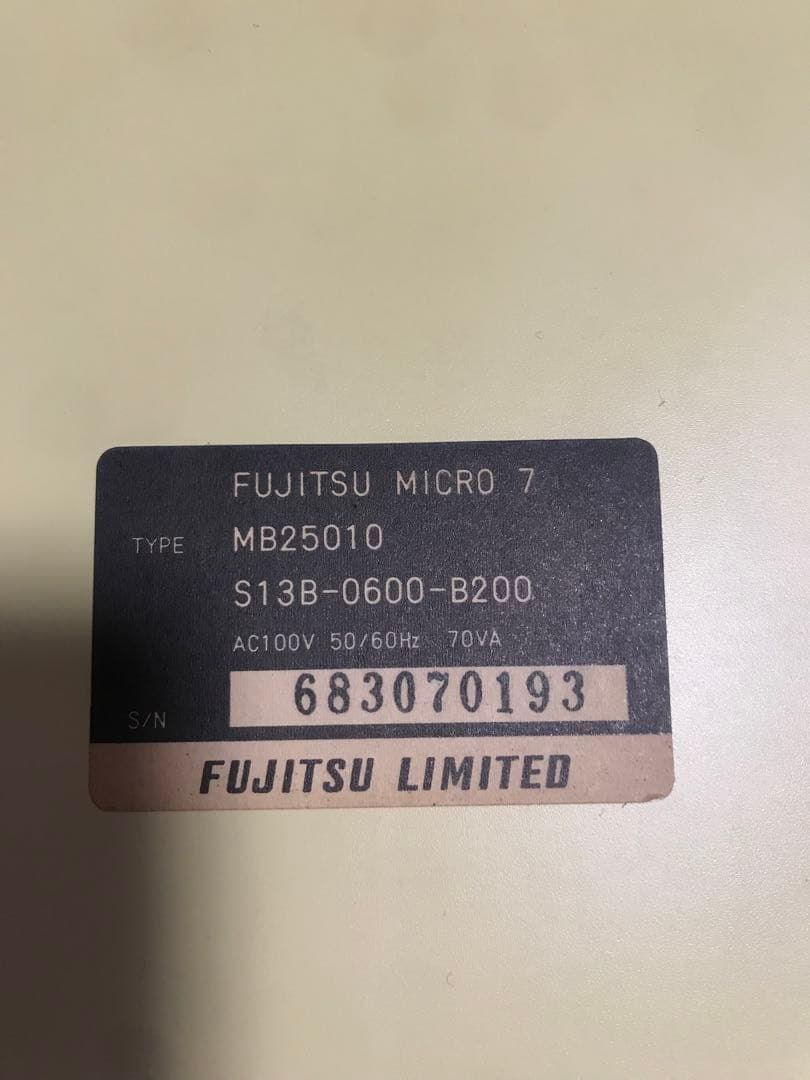 FUJITSU MICRO 7
TYPE MB25010
S13B-0600-B200
AC100V 50/60Hz 70VA
S/N 683070193
FUJITSU LIMITED